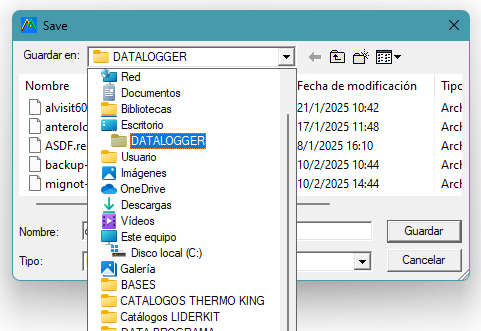 Save
Guardar en: DATALOGGER
Nombre Fecha de modificación Tipo
alvisit60 21/1/2025 10:42 Arch
anterolo 17/1/2025 11:48 Arch
ASDF.re 8/1/2025 16:10 Arch
backup- 10/2/2025 10:44 Arch
mignot- 10/2/2025 14:44 Arch
Red
Documentos
Bibliotecas
Escritorio
DATALOGGER
Usuario
Imágenes
OneDrive
Descargas
Vídeos
Este equipo
Disco local (C:)
Galería
BASES
CATALOGOS THERMO KING
Catálogos LIDERKIT
DATA PROGRAMA
Nombre: Guardar
Tipo: Cancelar